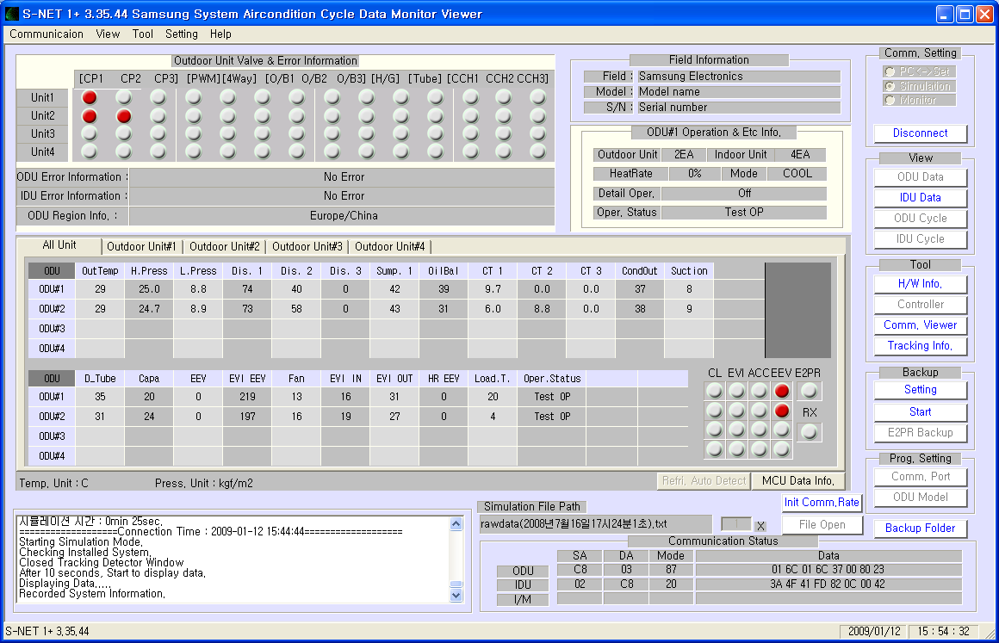 S-NET 1+ 3.35.44 Samsung System Aircondition Cycle Data Monitor Viewer
Communicaion View Tool Setting Help
Outdoor Unit Valve & Error Information
[CP1 CP2 CP3] [PWM] [4Way] [O/B1 O/B2 O/B3] [H/G] [Tube] [CCH1 CCH2 CCH3]
Unit1
Unit2
Unit3
Unit4
ODU Error Information : No Error
IDU Error Information : No Error
ODU Region Info. : Europe/China
Field Information
Field : Samsung Electronics
Model : Model name
S/N : Serial number
ODU#1 Operation & Etc Info.
Outdoor Unit 2EA Indoor Unit 4EA
HeatRate 0% Mode COOL
Detail Oper. Off
Oper. Status Test OP
Comm. Setting
PC<->Set
Simulation
Monitor
Disconnect
View
ODU Data
IDU Data
ODU Cycle
IDU Cycle
Tool
H/W Info.
Controller
Comm. Viewer
Tracking Info.
Backup
Setting
Start
E2PR Backup
Prog. Setting
Comm. Port
ODU Model
Backup Folder
All Unit Outdoor Unit#1 Outdoor Unit#2 Outdoor Unit#3 Outdoor Unit#4
ODU OutTemp H.Press L.Press Dis. 1 Dis. 2 Dis. 3 Sump. 1 OilBal CT 1 CT 2 CT 3 CondOut Suction
ODU#1 29 25.0 8.8 74 40 0 42 39 9.7 0.0 0.0 37 8
ODU#2 29 24.7 8.9 73 58 0 43 31 6.0 8.8 0.0 38 9
ODU#3
ODU#4
ODU D_Tube Capa EEV EVI EEV Fan EVI IN EVI OUT HR EEV Load.T. Oper.Status
ODU#1 35 20 0 219 13 16 31 0 20 Test OP
ODU#2 31 24 0 197 16 19 27 0 4 Test OP
ODU#3
ODU#4
CL EVI ACC EEV E2PR
RX
Temp. Unit : C Press. Unit : kgf/m2
Refri. Auto Detect MCU Data Info.
시뮬레이션 시간 : 0min 25sec.
===================Connection Time : 2009-01-12 15:44:44===================
Starting Simulation Mode.
Checking Installed System.
Closed Tracking Detector Window
After 10 seconds, Start to display data.
Displaying Data.....
Recorded System Information.
Simulation File Path
rawdata(2008년7월16일17시24분1초).txt
1 X
Init Comm.Rate
File Open
Communication Status
SA DA Mode Data
ODU C8 03 87 01 6C 01 6C 37 00 80 23
IDU 02 C8 20 3A 4F 41 FD 82 0C 00 42
I/M
S-NET 1+ 3.35.44
2009/01/12 15 : 54 : 32